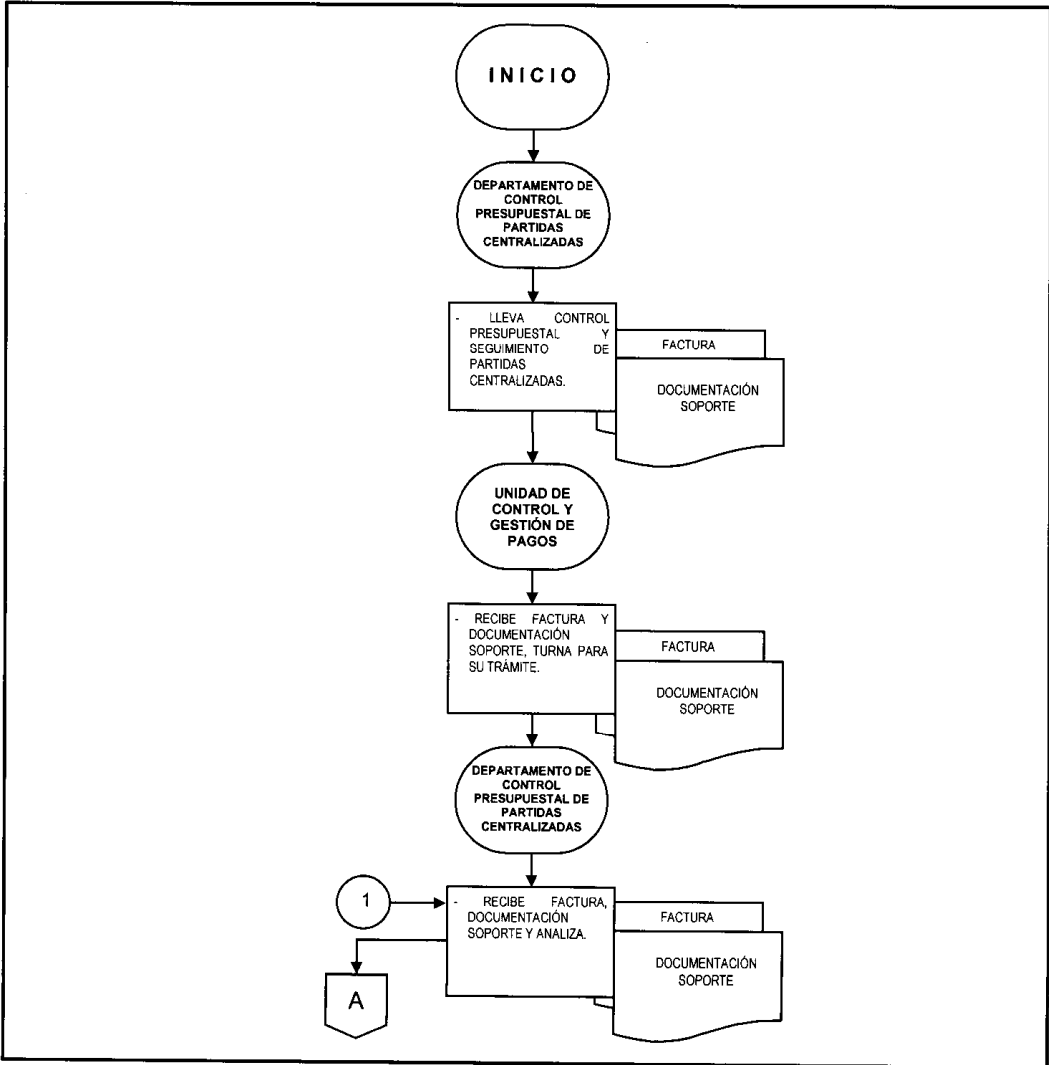 INICIO
DEPARTAMENTO DE
CONTROL
PRESUPUESTAL DE
PARTIDAS
CENTRALIZADAS
- LLEVA CONTROL
PRESUPUESTAL Y
SEGUIMIENTO DE
PARTIDAS
CENTRALIZADAS.
FACTURA
DOCUMENTACIÓN
SOPORTE
UNIDAD DE
CONTROL Y
GESTIÓN DE
PAGOS
- RECIBE FACTURA Y
DOCUMENTACIÓN
SOPORTE, TURNA PARA
SU TRÁMITE.
FACTURA
DOCUMENTACIÓN
SOPORTE
DEPARTAMENTO DE
CONTROL
PRESUPUESTAL DE
PARTIDAS
CENTRALIZADAS
1
- RECIBE FACTURA,
DOCUMENTACIÓN
SOPORTE Y ANALIZA.
FACTURA
DOCUMENTACIÓN
SOPORTE
A